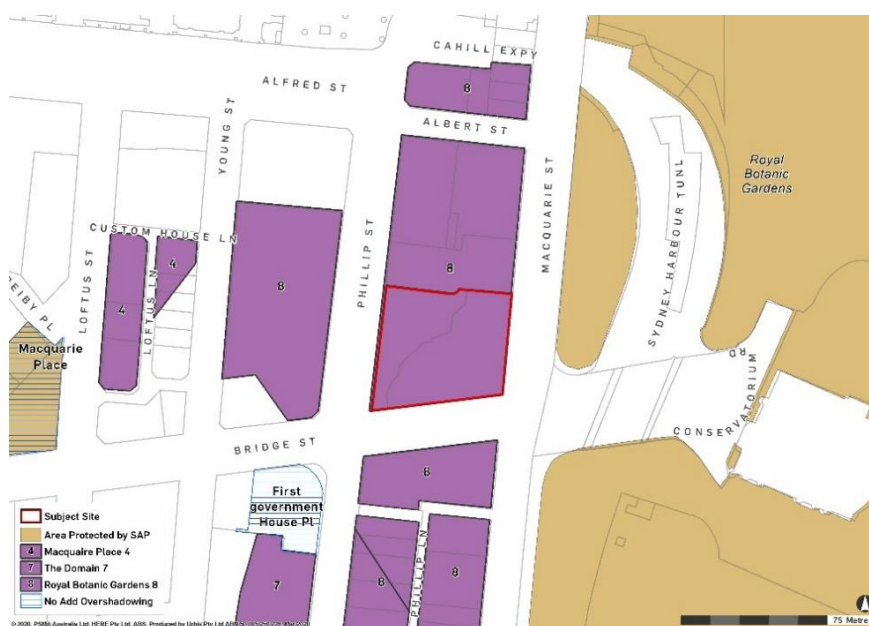 CAHILL EXPY
8
ALFRED ST
ALBERT ST
YOUNG ST
Royal
Botanic
Gardens
MACQUARIE ST
SYDNEY HARBOUR TUNL
PHILLIP ST
CUSTOM HOUSE LN
4
8
8
4
LOFTUS ST
LOFTUS LN
REIBY PL
Macquarie
Place
CONSERVATORIUM RD
BRIDGE ST
8
First
government
House Pl
7
8
8
PHILLIP LN
Subject Site
Area Protected by SAP
4 Macquaire Place 4
7 The Domain 7
8 Royal Botanic Gardens 8
No Add Overshadowing
75 Metre